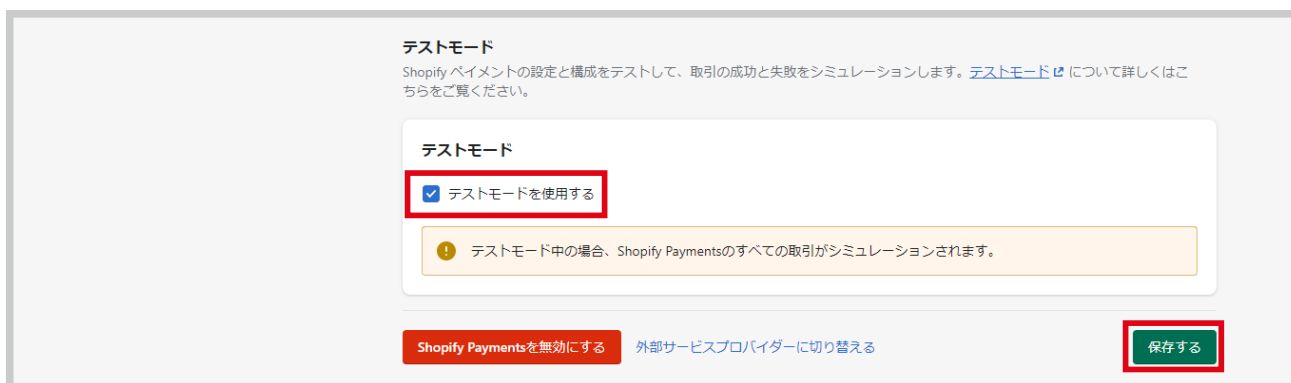 テストモード
Shopify ペイメントの設定と構成をテストして、取引の成功と失敗をシミュレーションします。テストモード について詳しくはこ
ちらをご覧ください。
テストモード
テストモードを使用する
テストモード中の場合、Shopify Paymentsのすべての取引がシミュレーションされます。
Shopify Paymentsを無効にする 外部サービスプロバイダーに切り替える 保存する